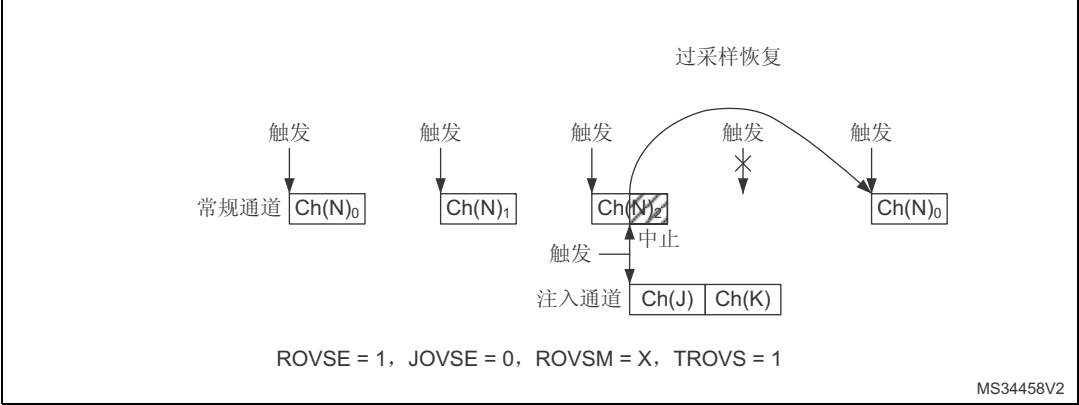 过采样恢复
触发 触发 触发 触发 触发
常规通道 Ch(N)₀ Ch(N)₁ Ch(N)₂ Ch(N)₀
中止
触发
注入通道 Ch(J) Ch(K)
ROVSE = 1，JOVSE = 0，ROVSM = X，TROVS = 1
MS34458V2